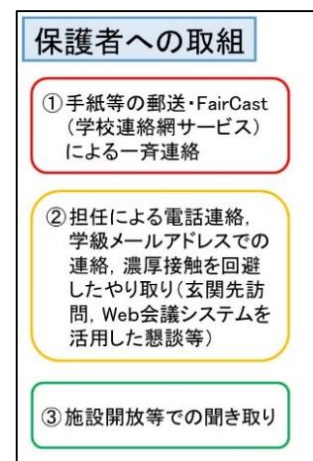 保護者への取組
①手紙等の郵送・FairCast
（学校連絡網サービス）
による一斉連絡
②担任による電話連絡，
学級メールアドレスでの
連絡，濃厚接触を回避
したやり取り（玄関先訪
問，Web会議システムを
活用した懇談等）
③施設開放等での聞き取り